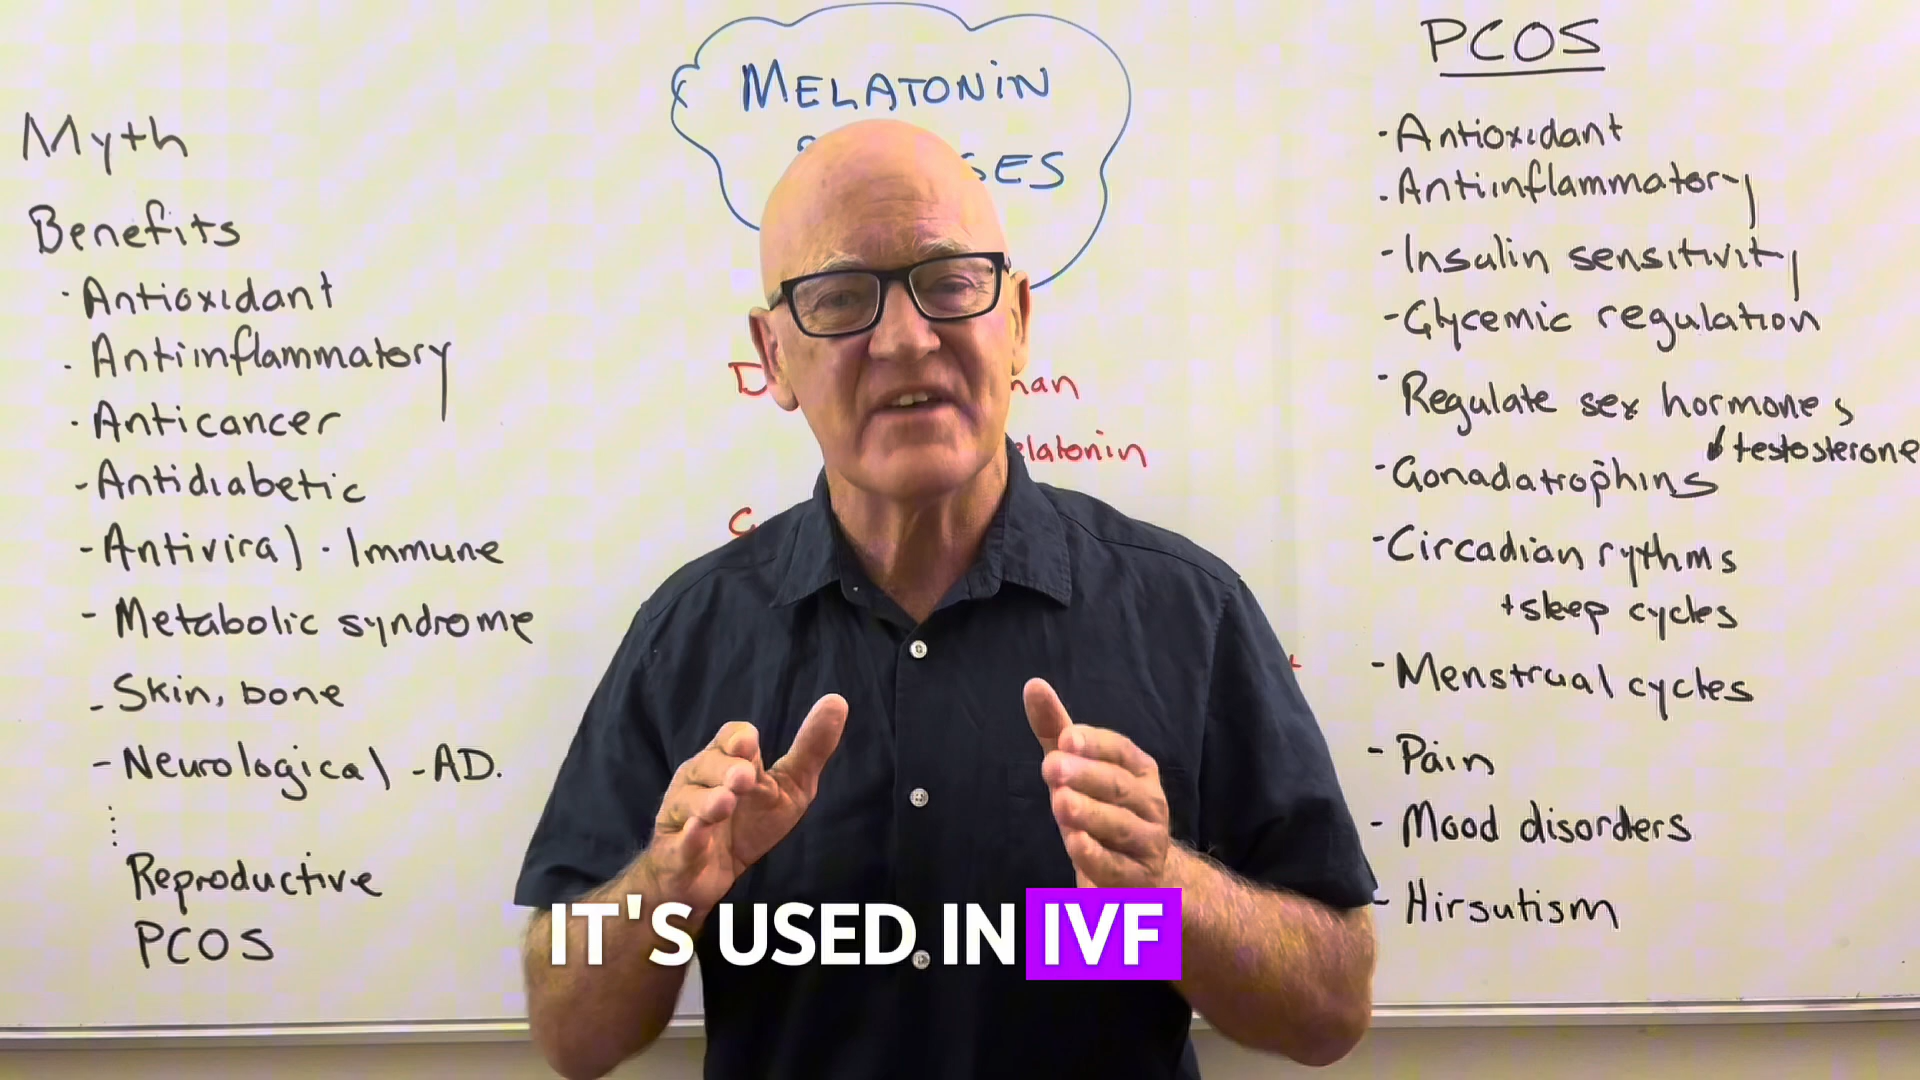 Myth
Benefits
· Antioxidant
· Antiinflammatory
· Anticancer
- Antidiabetic
- Antiviral · Immune
- Metabolic syndrome
- Skin, bone
- Neurological - AD.
Reproductive
PCOS
MELATONIN
elatonin
PCOS
· Antioxidant
· Antiinflammatory
- Insulin sensitivity
- Glycemic regulation
· Regulate sex hormones
↓ testosterone
· Gonadatrophins
- Circadian rythms
+ sleep cycles
- Menstrual cycles
- Pain
- Mood disorders
- Hirsutism
IT'S USED IN IVF